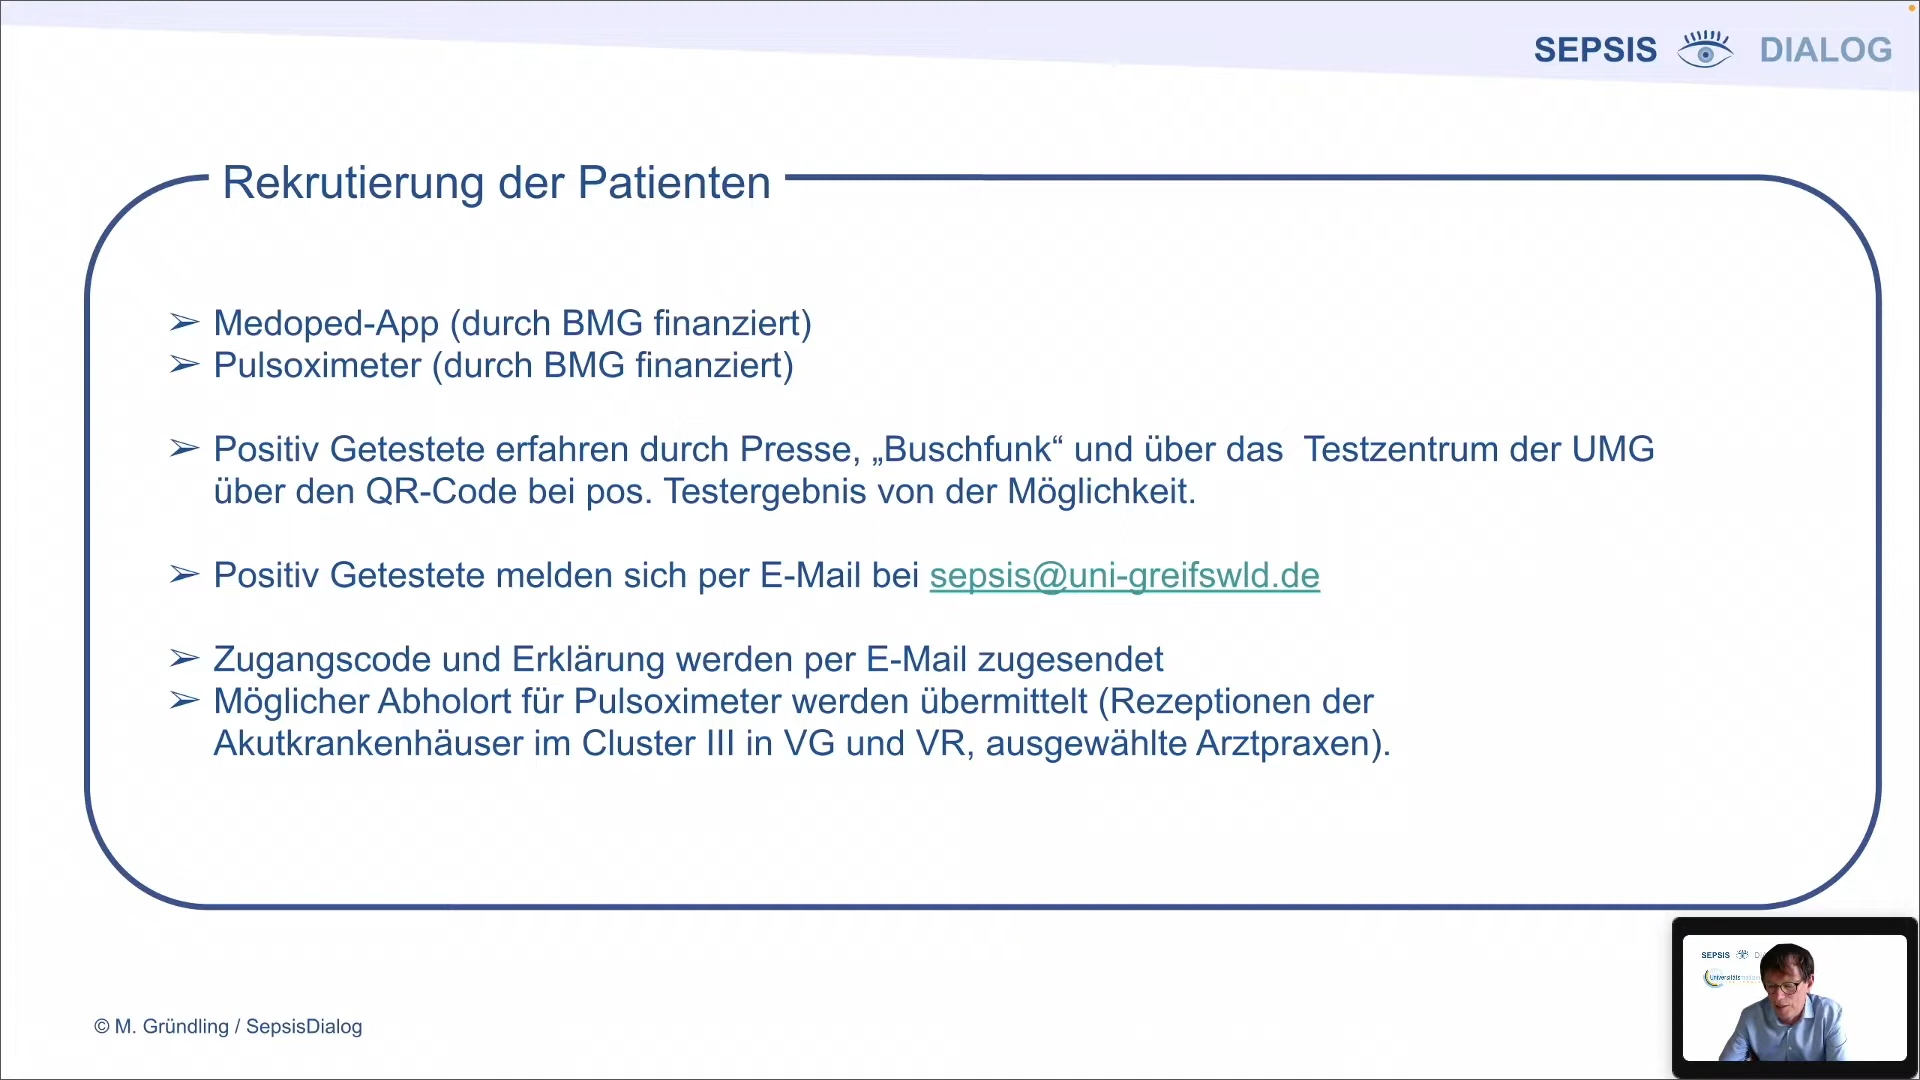 SEPSIS DIALOG
Rekrutierung der Patienten
➢ Medoped-App (durch BMG finanziert)
➢ Pulsoximeter (durch BMG finanziert)
➢ Positiv Getestete erfahren durch Presse, „Buschfunk“ und über das Testzentrum der UMG
über den QR-Code bei pos. Testergebnis von der Möglichkeit.
➢ Positiv Getestete melden sich per E-Mail bei sepsis@uni-greifswld.de
➢ Zugangscode und Erklärung werden per E-Mail zugesendet
➢ Möglicher Abholort für Pulsoximeter werden übermittelt (Rezeptionen der
Akutkrankenhäuser im Cluster III in VG und VR, ausgewählte Arztpraxen).
SEPSIS
© M. Gründling / SepsisDialog